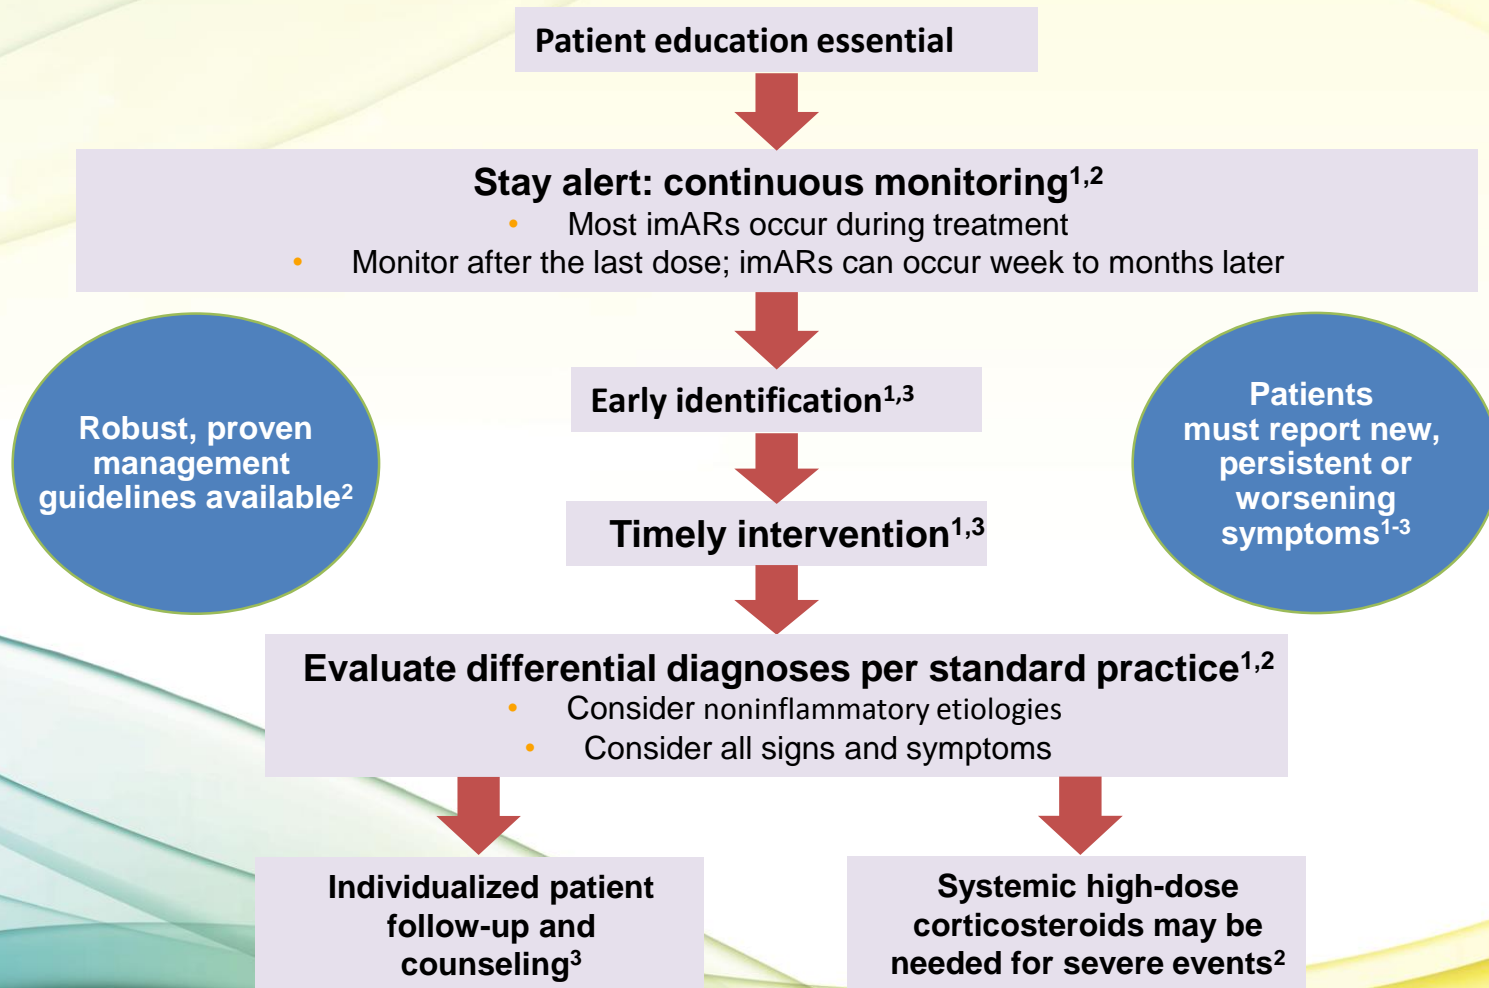 Patient education essential
Stay alert: continuous monitoring1,2
• Most imARs occur during treatment
• Monitor after the last dose; imARs can occur week to months later
Robust, proven
management
guidelines available2
Early identification1,3
Timely intervention1,3
Patients
must report new,
persistent or
worsening
symptoms1-3
Evaluate differential diagnoses per standard practice1,2
• Consider noninflammatory etiologies
• Consider all signs and symptoms
Individualized patient
follow-up and
counseling3
Systemic high-dose
corticosteroids may be
needed for severe events2